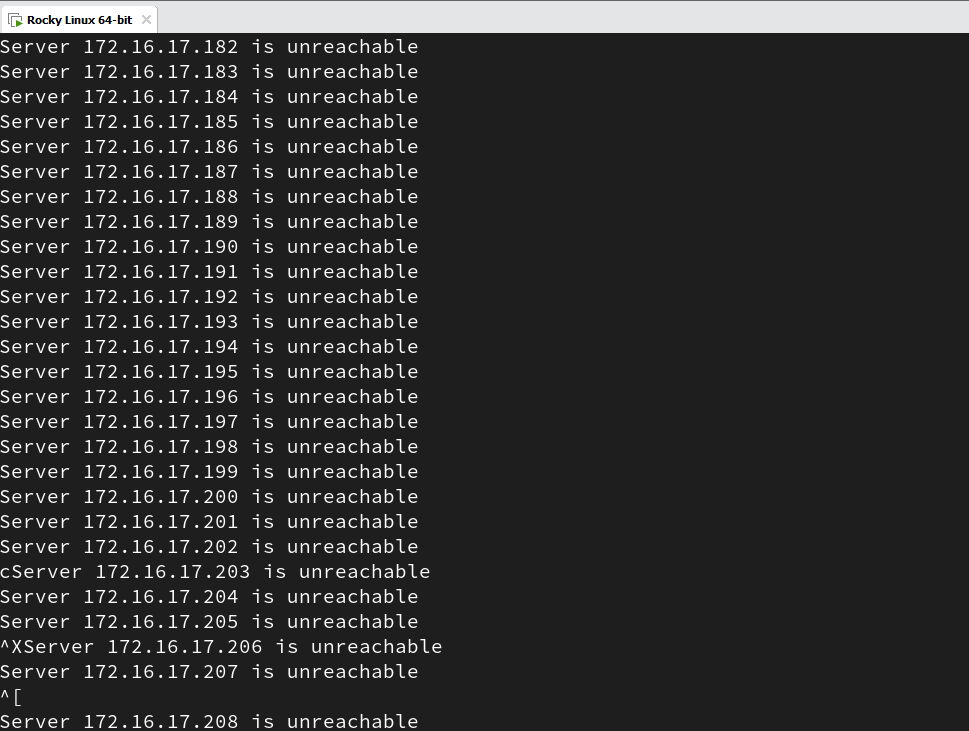 Rocky Linux 64-bit
Server 172.16.17.182 is unreachable
Server 172.16.17.183 is unreachable
Server 172.16.17.184 is unreachable
Server 172.16.17.185 is unreachable
Server 172.16.17.186 is unreachable
Server 172.16.17.187 is unreachable
Server 172.16.17.188 is unreachable
Server 172.16.17.189 is unreachable
Server 172.16.17.190 is unreachable
Server 172.16.17.191 is unreachable
Server 172.16.17.192 is unreachable
Server 172.16.17.193 is unreachable
Server 172.16.17.194 is unreachable
Server 172.16.17.195 is unreachable
Server 172.16.17.196 is unreachable
Server 172.16.17.197 is unreachable
Server 172.16.17.198 is unreachable
Server 172.16.17.199 is unreachable
Server 172.16.17.200 is unreachable
Server 172.16.17.201 is unreachable
Server 172.16.17.202 is unreachable
cServer 172.16.17.203 is unreachable
Server 172.16.17.204 is unreachable
Server 172.16.17.205 is unreachable
^XServer 172.16.17.206 is unreachable
Server 172.16.17.207 is unreachable
^[
Server 172.16.17.208 is unreachable